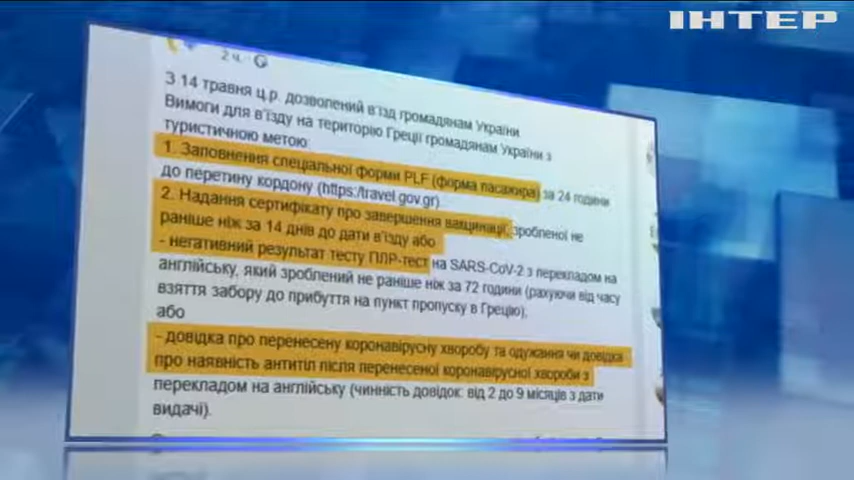 ІНТЕР
2 ч.
З 14 травня ц.р. дозволений в'їзд громадянам України
Вимоги для в'їзду на територію Греції громадянам України з
туристичною метою:
1. Заповнення спеціальної форми PLF (форма пасажира) за 24 години
до перетину кордону (https:/travel.gov.gr)
2. Надання сертифікату про завершення вакцинації, зробленої не
раніше ніж за 14 днів до дати в'їзду або
- негативний результат тесту ПЛР-тест на SARS-CoV-2 з перекладом на
англійську, який зроблений не раніше ніж за 72 години (рахуючи від часу
взяття забору до прибуття на пункт пропуску в Грецію);
або
- довідка про перенесену коронавірусну хворобу та одужання чи довідка
про наявність антитіл після перенесеної коронавірусної хвороби з
перекладом на англійську (чинність довідок: від 2 до 9 місяців з дати
видачі).